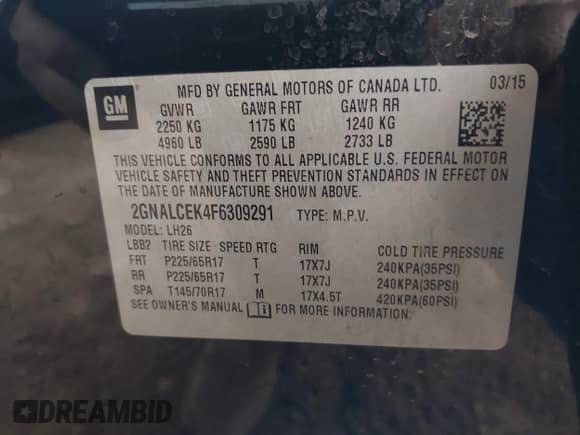 GM
MFD BY GENERAL MOTORS OF CANADA LTD. 03/15
GVWR GAWR FRT GAWR RR
2250 KG 1175 KG 1240 KG
4960 LB 2590 LB 2733 LB
THIS VEHICLE CONFORMS TO ALL APPLICABLE U.S. FEDERAL MOTOR
VEHICLE SAFETY AND THEFT PREVENTION STANDARDS IN EFFECT ON
THE DATE OF MANUFACTURE SHOWN ABOVE.
2GNALCEK4F6309291 TYPE: M.P.V.
MODEL: LH26
LBB2 TIRE SIZE - SPEED RTG RIM COLD TIRE PRESSURE
FRT P225/65R17 T 17X7J 240KPA(35PSI)
RR P225/65R17 T 17X7J 240KPA(35PSI)
SPA T145/70R17 M 17X4.5T 420KPA(60PSI)
SEE OWNER'S MANUAL FOR MORE INFORMATION.
DREAMBID